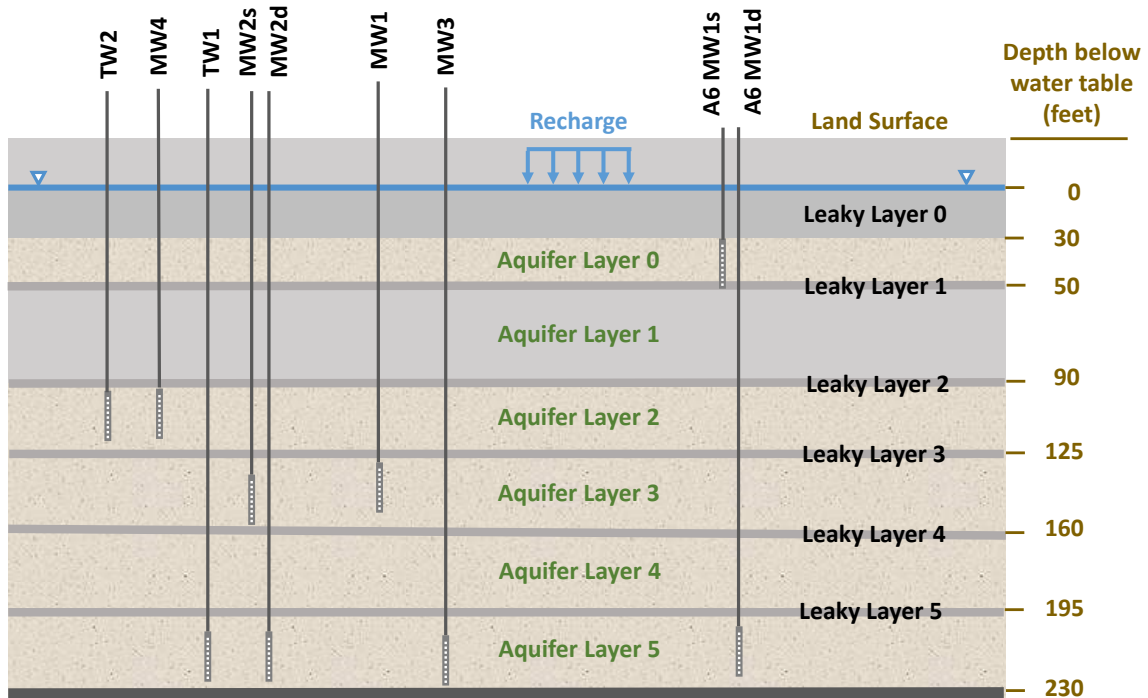 TW2
MW4
TW1
MW2s
MW2d
MW1
MW3
A6 MW1s
A6 MW1d
Depth below
water table
(feet)
Recharge
Land Surface
0
Leaky Layer 0
30
Aquifer Layer 0
Leaky Layer 1
50
Aquifer Layer 1
Leaky Layer 2
90
Aquifer Layer 2
Leaky Layer 3
125
Aquifer Layer 3
Leaky Layer 4
160
Aquifer Layer 4
Leaky Layer 5
195
Aquifer Layer 5
230